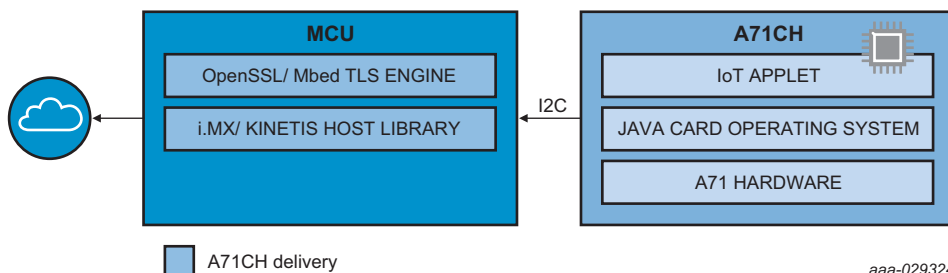 MCU
OpenSSL/ Mbed TLS ENGINE
i.MX/ KINETIS HOST LIBRARY
I2C
A71CH
IoT APPLET
JAVA CARD OPERATING SYSTEM
A71 HARDWARE
A71CH delivery